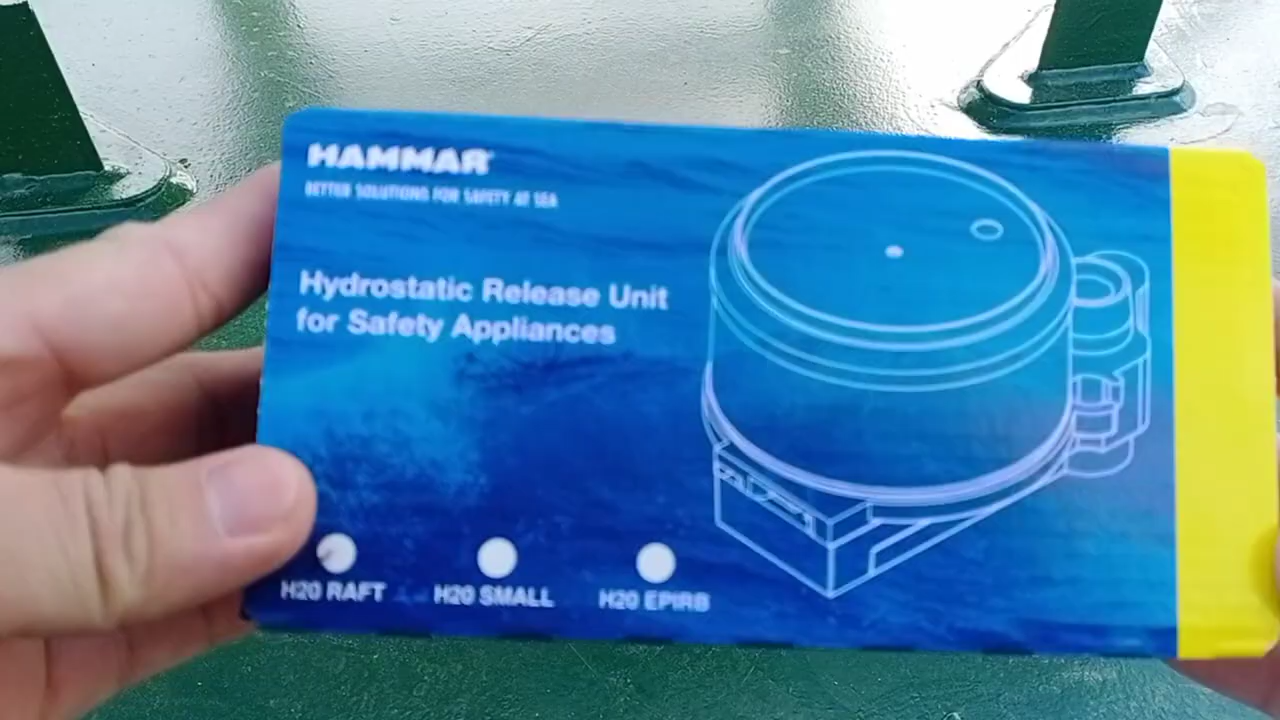 HAMMAR
BETTER SOLUTIONS FOR SAFETY AT SEA
Hydrostatic Release Unit
for Safety Appliances
H20 RAFT
H20 SMALL
H20 EPIRB